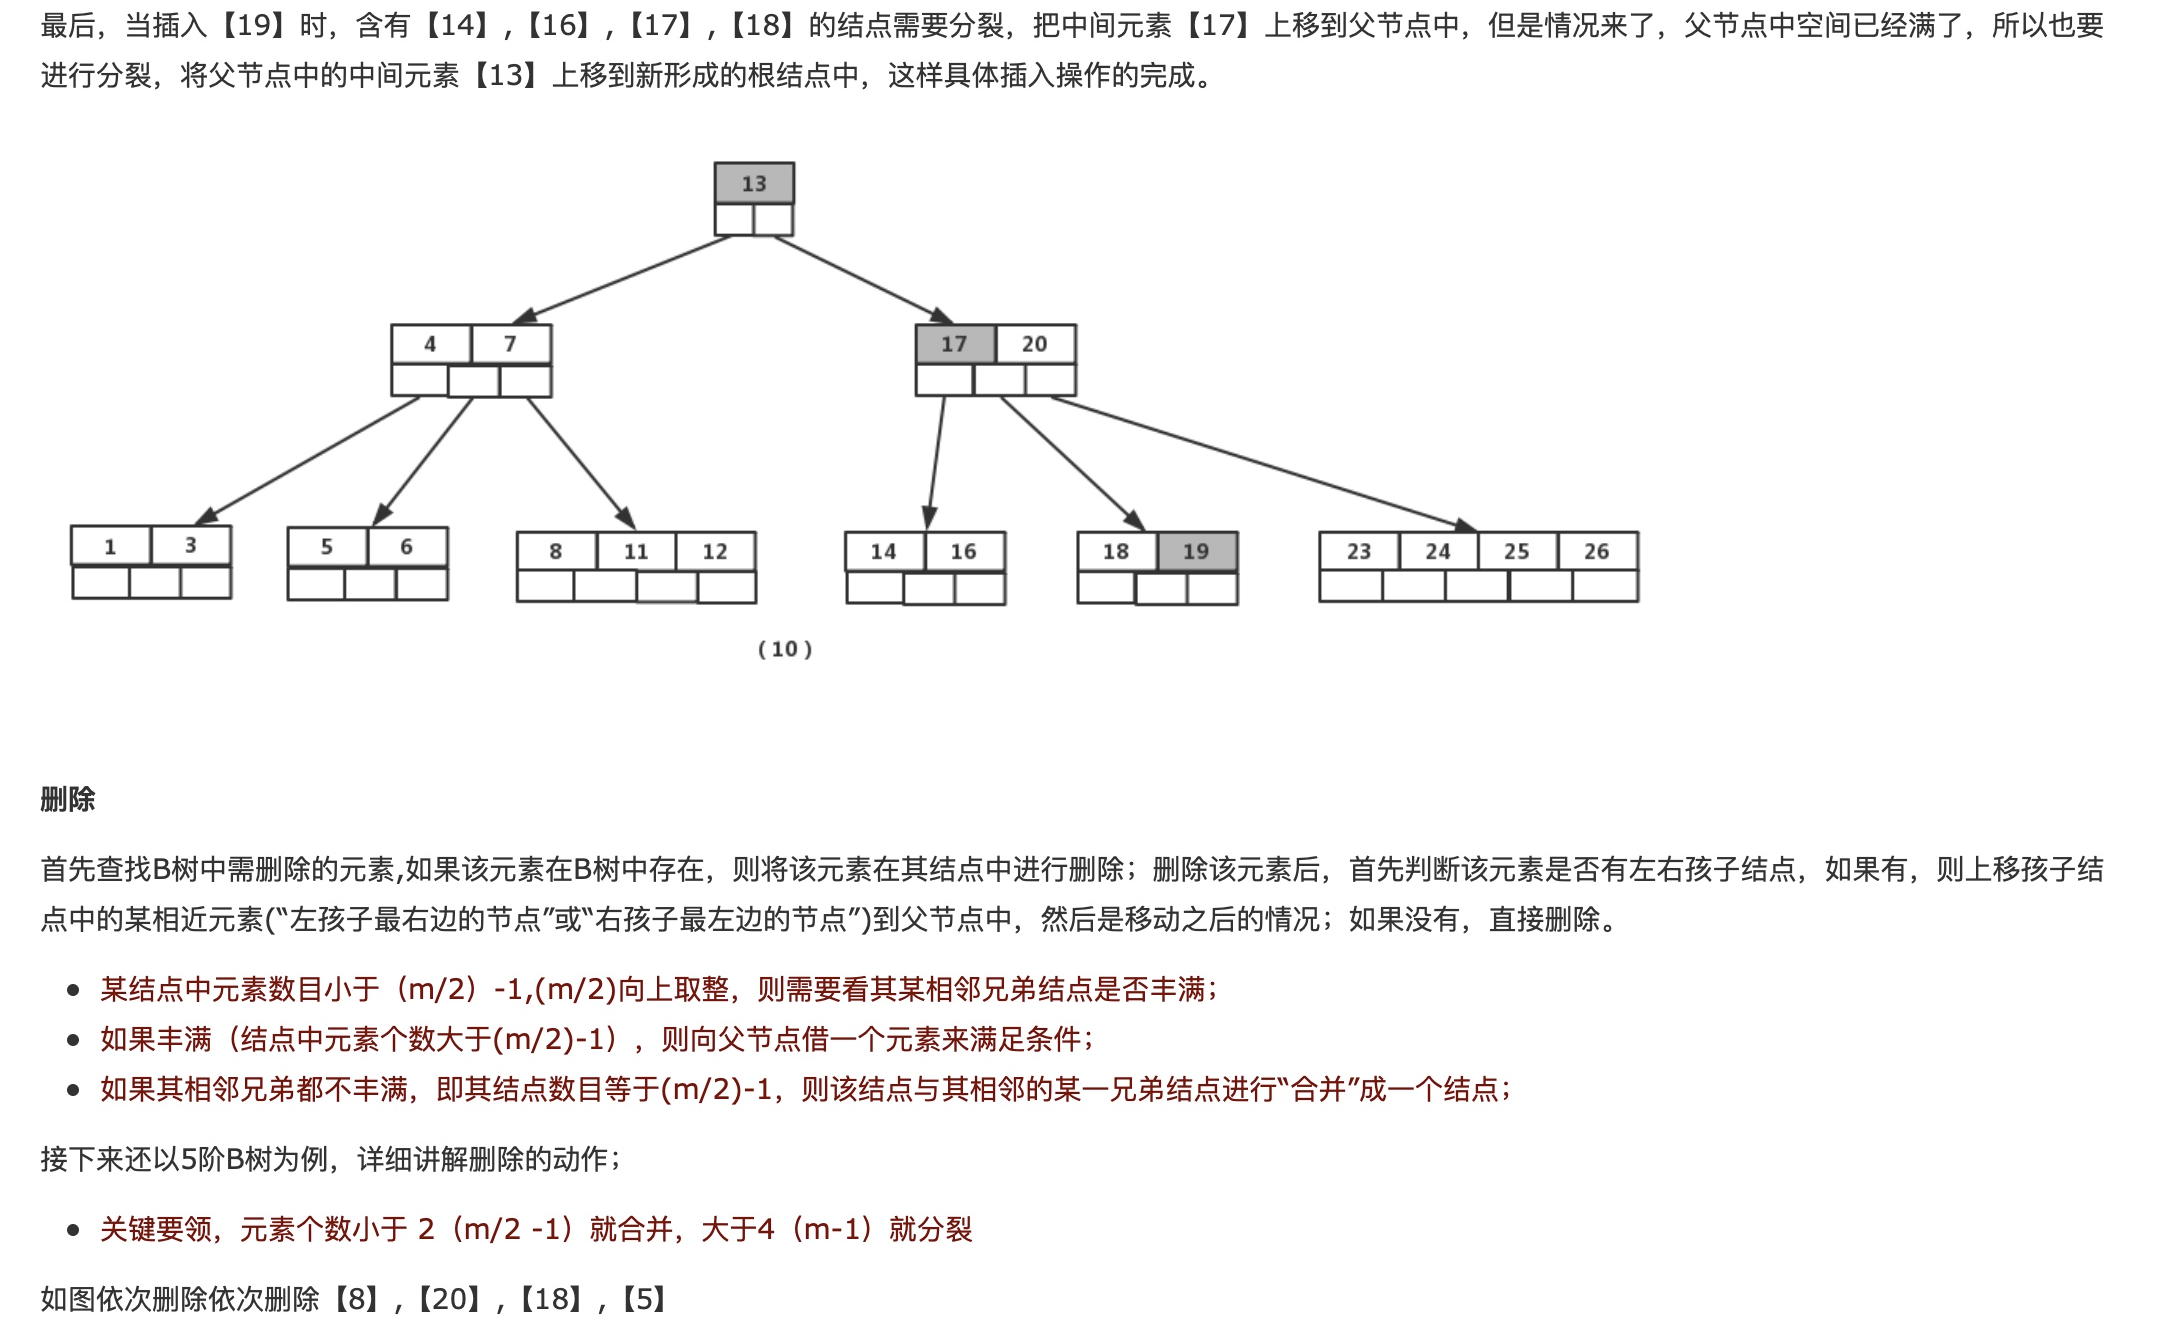 最后，当插入【19】时，含有【14】,【16】,【17】,【18】的结点需要分裂，把中间元素【17】上移到父节点中，但是情况来了，父节点中空间已经满了，所以也要
进行分裂，将父节点中的中间元素【13】上移到新形成的根结点中，这样具体插入操作的完成。
13
4 7
17 20
1 3
5 6
8 11 12
14 16
18 19
23 24 25 26
(10)
删除
首先查找B树中需删除的元素,如果该元素在B树中存在，则将该元素在其结点中进行删除；删除该元素后，首先判断该元素是否有左右孩子结点，如果有，则上移孩子结
点中的某相近元素(“左孩子最右边的节点”或“右孩子最左边的节点”)到父节点中，然后是移动之后的情况；如果没有，直接删除。
• 某结点中元素数目小于（m/2）-1,(m/2)向上取整，则需要看其某相邻兄弟结点是否丰满；
• 如果丰满（结点中元素个数大于(m/2)-1），则向父节点借一个元素来满足条件；
• 如果其相邻兄弟都不丰满，即其结点数目等于(m/2)-1，则该结点与其相邻的某一兄弟结点进行“合并”成一个结点；
接下来还以5阶B树为例，详细讲解删除的动作；
• 关键要领，元素个数小于 2（m/2 -1）就合并，大于4（m-1）就分裂
如图依次删除依次删除【8】,【20】,【18】,【5】